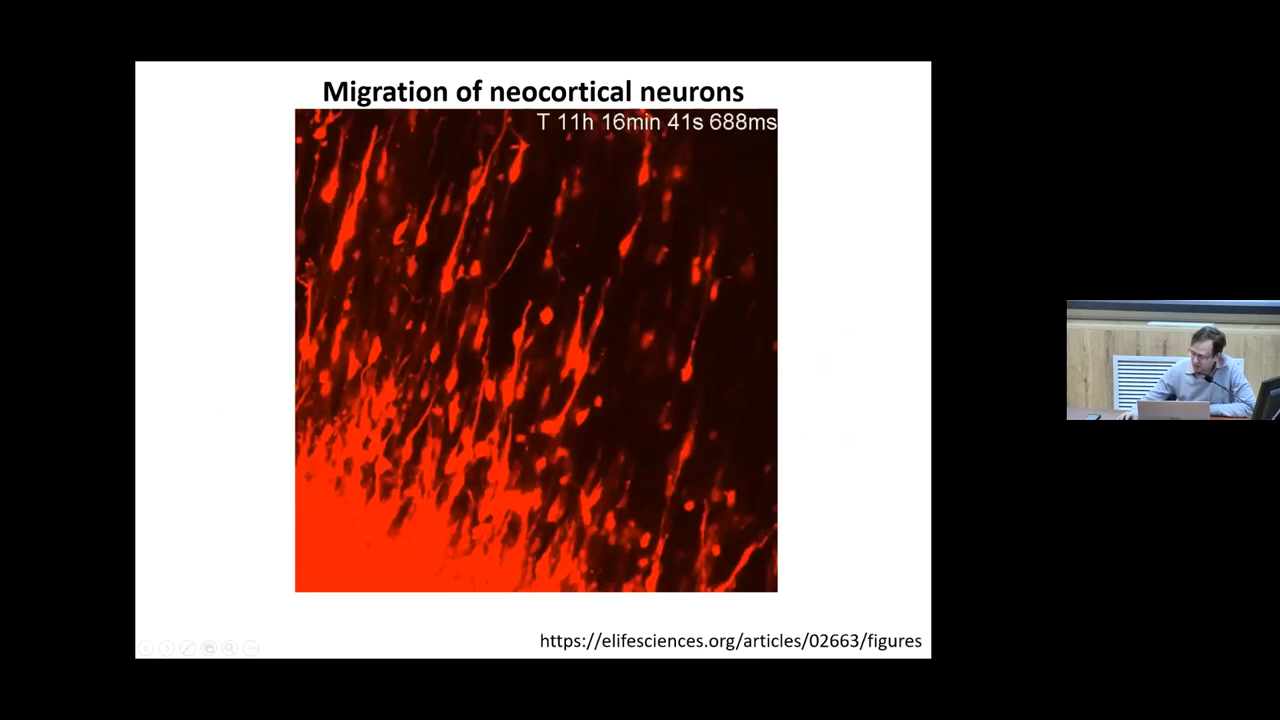 Migration of neocortical neurons
T 11h 16min 41s 688ms
https://elifesciences.org/articles/02663/figures